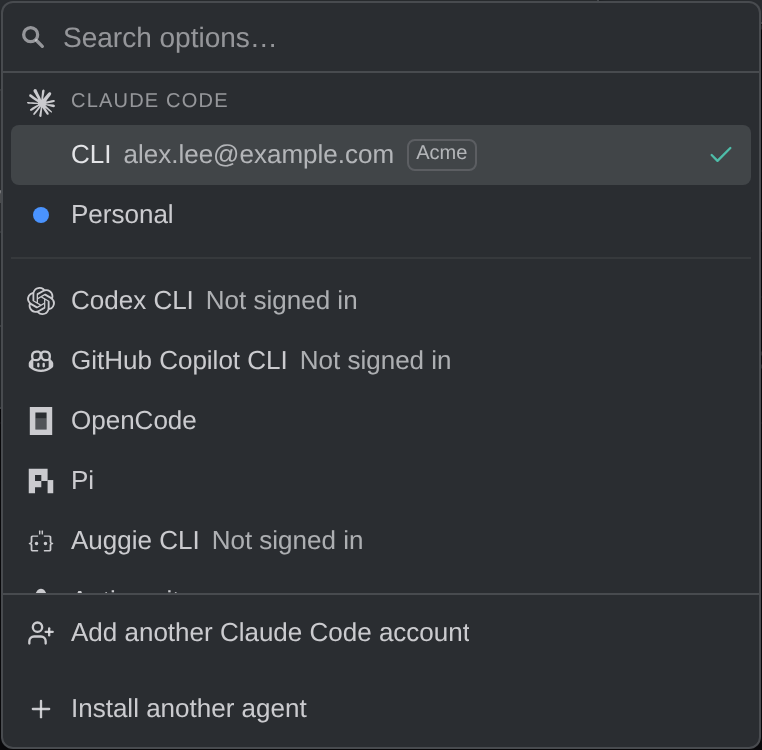 Search options…
CLAUDE CODE
CLI alex.lee@example.com Acme
Personal
Codex CLI Not signed in
GitHub Copilot CLI Not signed in
OpenCode
Pi
Auggie CLI Not signed in
Add another Claude Code account
Install another agent